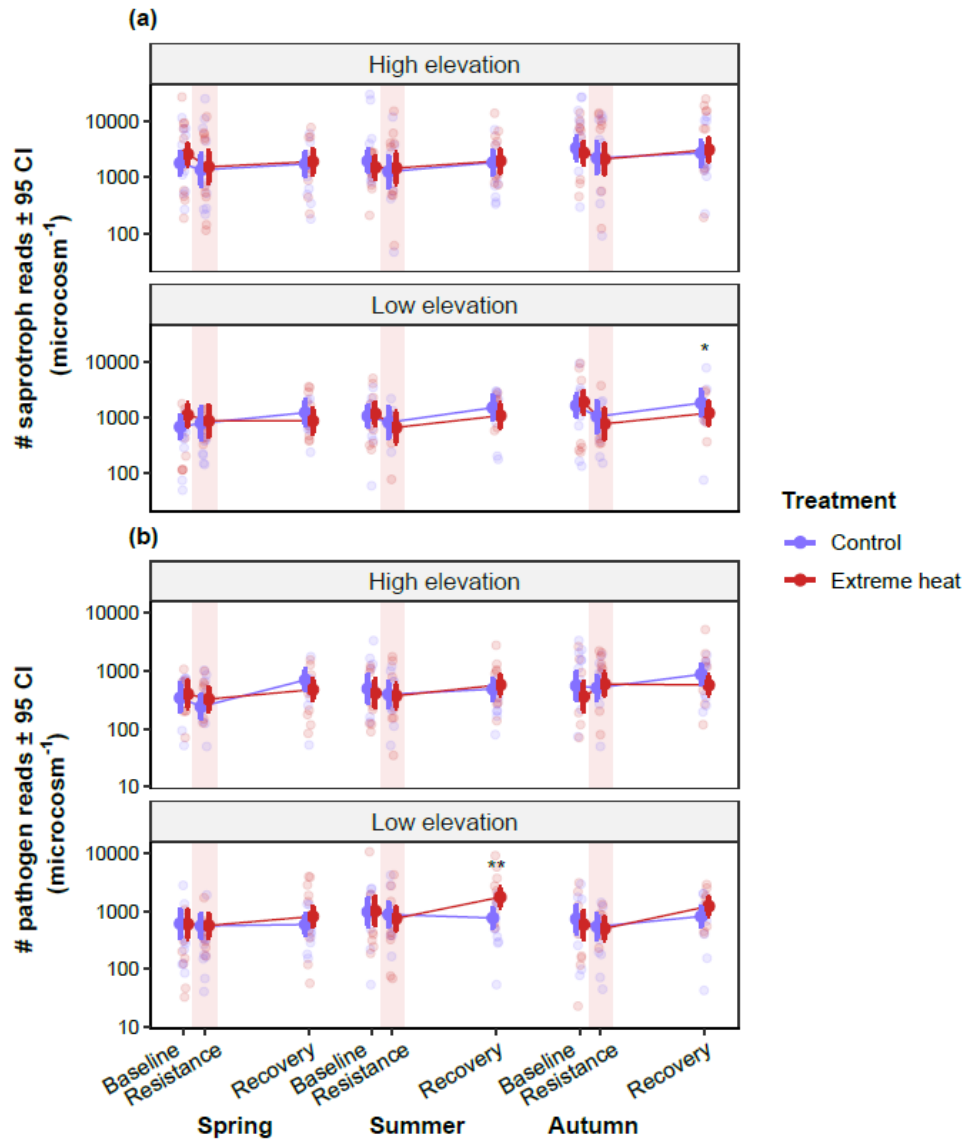 (a)
High elevation
10000
1000
100
# saprotroph reads ± 95 CI
(microcosm⁻¹)
Low elevation
10000
1000
100
*
(b)
High elevation
10000
1000
100
10
# pathogen reads ± 95 CI
(microcosm⁻¹)
Low elevation
10000
1000
100
10
**
Baseline
Resistance
Recovery
Baseline
Resistance
Recovery
Baseline
Resistance
Recovery
Spring
Summer
Autumn
Treatment
Control
Extreme heat